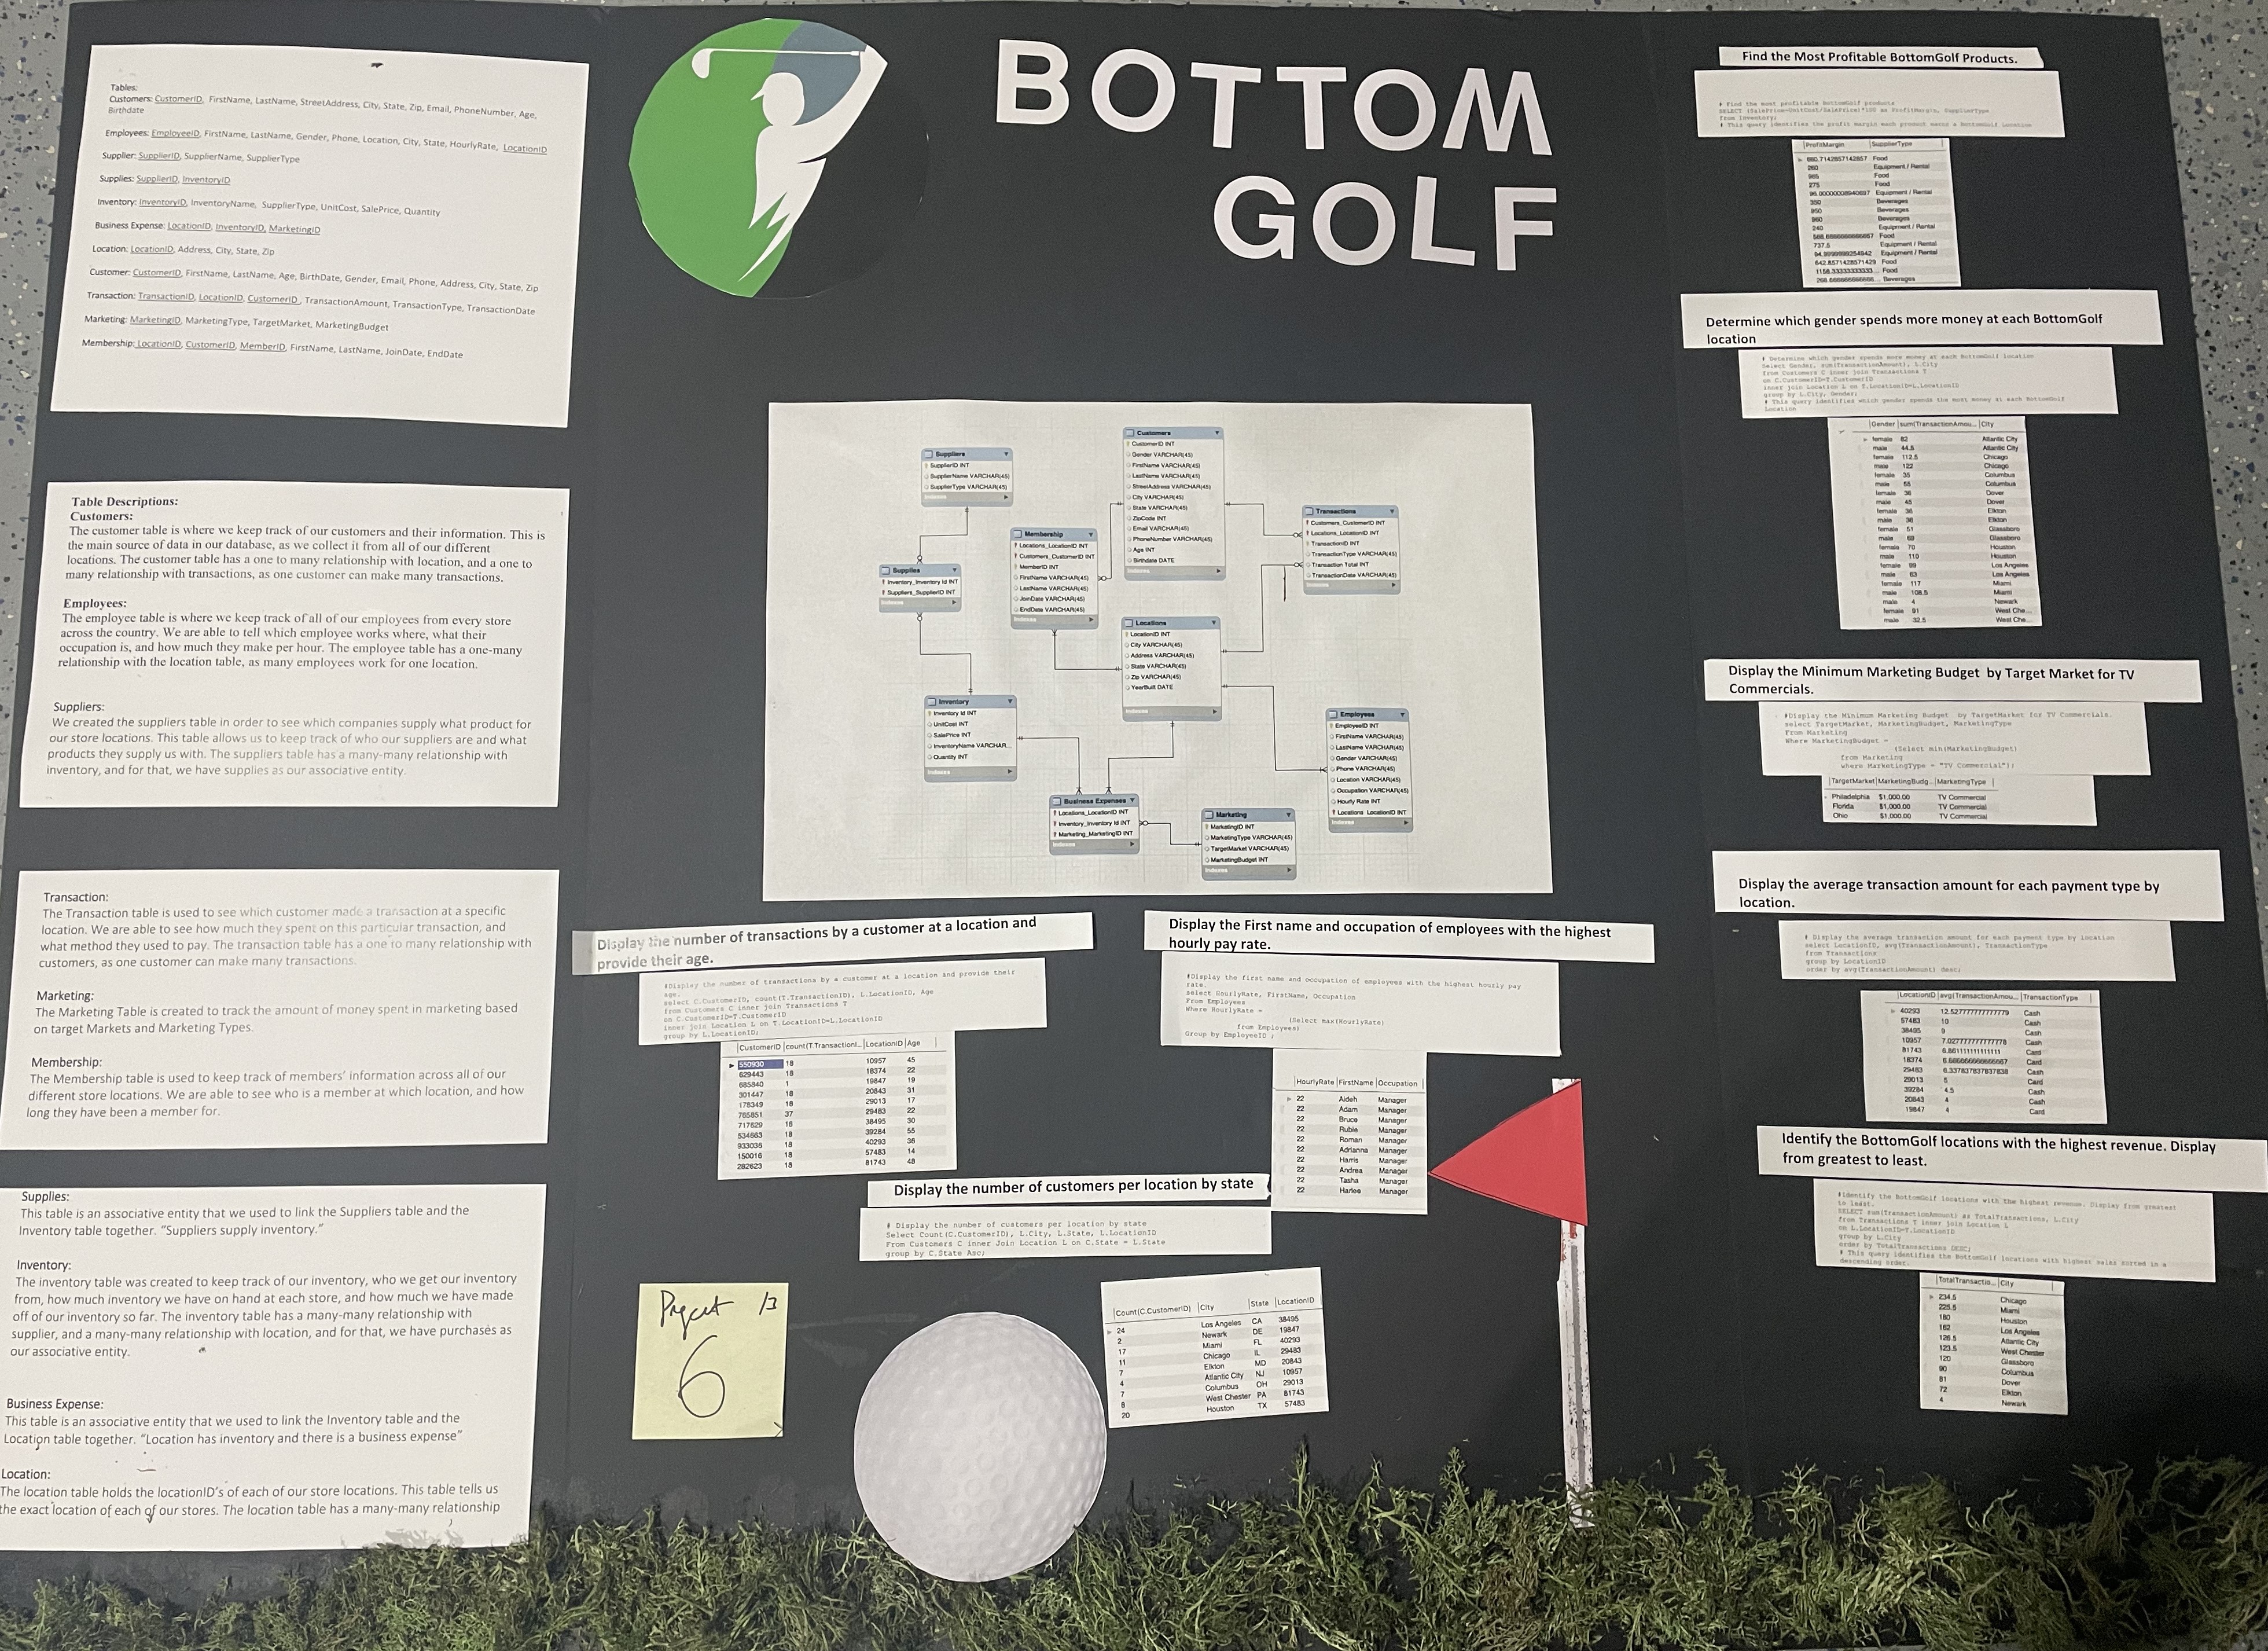 Tables:
Customers: CustomerID, FirstName, LastName, StreetAddress, City, State, Zip, Email, PhoneNumber, Age,
Birthdate
Employees: EmployeeID, FirstName, LastName, Gender, Phone, Location, City, State, HourlyRate, LocationID
Supplier: SupplierID, SupplierName, SupplierType
Supplies: SupplierID, InventoryID
Inventory: InventoryID, InventoryName, SupplierType, UnitCost, SalePrice, Quantity
Business Expense: LocationID, InventoryID, MarketingID
Location: LocationID, Address, City, State, Zip
Customer: CustomerID, FirstName, LastName, Age, BirthDate, Gender, Email, Phone, Address, City, State, Zip
Transaction: TransactionID, LocationID, CustomerID, TransactionAmount, TransactionType, TransactionDate
Marketing: MarketingID, MarketingType, TargetMarket, MarketingBudget
Membership: LocationID, CustomerID, MemberID, FirstName, LastName, JoinDate, EndDate
Table Descriptions:
Customers:
The customer table is where we keep track of our customers and their information. This is
the main source of data in our database, as we collect it from all of our different
locations. The customer table has a one to many relationship with location, and a one to
many relationship with transactions, as one customer can make many transactions.
Employees:
The employee table is where we keep track of all of our employees from every store
across the country. We are able to tell which employee works where, what their
occupation is, and how much they make per hour. The employee table has a one-many
relationship with the location table, as many employees work for one location.
Suppliers:
We created the suppliers table in order to see which companies supply what product for
our store locations. This table allows us to keep track of who our suppliers are and what
products they supply us with. The suppliers table has a many-many relationship with
inventory, and for that, we have supplies as our associative entity.
Transaction:
The Transaction table is used to see which customer made a transaction at a specific
location. We are able to see how much they spent on this particular transaction, and
what method they used to pay. The transaction table has a one to many relationship with
customers, as one customer can make many transactions.
Marketing:
The Marketing Table is created to track the amount of money spent in marketing based
on target Markets and Marketing Types.
Membership:
The Membership table is used to keep track of members' information across all of our
different store locations. We are able to see who is a member at which location, and how
long they have been a member for.
Supplies:
This table is an associative entity that we used to link the Suppliers table and the
Inventory table together. "Suppliers supply inventory."
Inventory:
The inventory table was created to keep track of our inventory, who we get our inventory
from, how much inventory we have on hand at each store, and how much we have made
off of our inventory so far. The inventory table has a many-many relationship with
supplier, and a many-many relationship with location, and for that, we have purchases as
our associative entity.
Business Expense:
This table is an associative entity that we used to link the Inventory table and the
Location table together. "Location has inventory and there is a business expense"
Location:
The location table holds the locationID's of each of our store locations. This table tells us
the exact location of each of our stores. The location table has a many-many relationship
BOTTOM
GOLF
Suppliers
SupplierID INT
SupplierName VARCHAR(45)
SupplierType VARCHAR(45)
Indexes
Supplies
Inventory_Inventory Id INT
Suppliers_SupplierID INT
Indexes
Membership
Locations_LocationID INT
Customers_CustomerID INT
MemberID INT
FirstName VARCHAR(45)
LastName VARCHAR(45)
JoinDate VARCHAR(45)
EndDate VARCHAR(45)
Indexes
Customers
CustomerID INT
Gender VARCHAR(45)
FirstName VARCHAR(45)
LastName VARCHAR(45)
StreetAddress VARCHAR(45)
City VARCHAR(45)
State VARCHAR(45)
ZipCode INT
Email VARCHAR(45)
PhoneNumber VARCHAR(45)
Age INT
Birthdate DATE
Indexes
Transactions
Customers_CustomerID INT
Locations_LocationID INT
TransactionID INT
TransactionType VARCHAR(45)
Transaction Total INT
TransactionDate VARCHAR(45)
Indexes
Locations
LocationID INT
City VARCHAR(45)
Address VARCHAR(45)
State VARCHAR(45)
Zip VARCHAR(45)
YearBuilt DATE
Indexes
Inventory
Inventory Id INT
UnitCost INT
SalePrice INT
InventoryName VARCHAR...
Quantity INT
Indexes
Employees
EmployeeID INT
FirstName VARCHAR(45)
LastName VARCHAR(45)
Gender VARCHAR(45)
Phone VARCHAR(45)
Location VARCHAR(45)
Occupation VARCHAR(45)
Hourly Rate INT
Locations_LocationID INT
Indexes
Business Expenses
Locations_LocationID INT
Inventory_Inventory Id INT
Marketing_MarketingID INT
Indexes
Marketing
MarketingID INT
MarketingType VARCHAR(45)
TargetMarket VARCHAR(45)
MarketingBudget INT
Indexes
Display the number of transactions by a customer at a location and
provide their age.
#Display the number of transactions by a customer at a location and provide their
age.
select C.CustomerID, count(T.TransactionID), L.LocationID, Age
from Customers C inner join Transactions T
on C.CustomerID=T.CustomerID
inner join Location L on T.LocationID=L.LocationID
group by L.LocationID;
CustomerID count(T.Transactionl... LocationID Age
550930 18 10957 45
629443 18 18374 22
685840 1 19847 19
301447 18 20843 31
178349 18 29013 17
765851 37 29483 22
717629 18 38495 30
534663 18 39284 55
933036 18 40293 36
150016 18 57483 14
282623 18 81743 48
Display the First name and occupation of employees with the highest
hourly pay rate.
#Display the first name and occupation of employees with the highest hourly pay
rate.
select HourlyRate, FirstName, Occupation
From Employees
Where HourlyRate =
(Select max(HourlyRate)
from Employees)
Group by EmployeeID ;
HourlyRate FirstName Occupation
22 Aideh Manager
22 Adam Manager
22 Bruce Manager
22 Rubie Manager
22 Roman Manager
22 Adrianna Manager
22 Harris Manager
22 Andrea Manager
22 Tasha Manager
22 Harlee Manager
Display the number of customers per location by state
# Display the number of customers per location by state
Select Count(C.CustomerID), L.City, L.State, L.LocationID
From Customers C inner Join Location L on C.State = L.State
group by C.State Asc;
Count(C.CustomerID) City State LocationID
24 Los Angeles CA 38495
2 Newark DE 19847
17 Miami FL 40293
11 Chicago IL 29483
7 Elkton MD 20843
4 Atlantic City NJ 10957
7 Columbus OH 29013
8 West Chester PA 81743
20 Houston TX 57483
6
Find the Most Profitable BottomGolf Products.
# Find the most profitable BottomGolf products
SELECT (SalePrice-UnitCost/SalePrice)*100 as ProfitMargin, SupplierType
from Inventory;
# This query identifies the profit margin each product earns a BottomGolf Location
ProfitMargin SupplierType
Food
260 Equipment / Rental
Food
275 Food
Equipment / Rental
350 Beverages
950 Beverages
Beverages
240 Equipment / Rental
Food
737.5 Equipment / Rental
Equipment / Rental
642.8571428571429 Food
Food
Beverages
Determine which gender spends more money at each BottomGolf
location
# Determine which gender spends more money at each BottomGolf location
Select Gender, sum(TransactionAmount), L.City
from Customers C inner join Transactions T
on C.CustomerID=T.CustomerID
inner join Location L on T.LocationID=L.LocationID
group by L.City, Gender;
# This query identifies which gender spends the most money at each BottomGolf
Location
Gender sum(TransactionAmou... City
female 82 Atlantic City
male 44.5 Atlantic City
female 112.5 Chicago
male 122 Chicago
female 35 Columbus
male 55 Columbus
female 36 Dover
male 45 Dover
female 36 Elkton
male 36 Elkton
female 51 Glassboro
male 69 Glassboro
female 70 Houston
male 110 Houston
female 99 Los Angeles
male 63 Los Angeles
female 117 Miami
male 108.5 Miami
male 4 Newark
female 91 West Che...
male 32.5 West Che...
Display the Minimum Marketing Budget by Target Market for TV
Commercials.
#Display the Minimum Marketing Budget by TargetMarket for TV Commercials.
select TargetMarket, MarketingBudget, MarketingType
From Marketing
Where MarketingBudget =
(Select min(MarketingBudget)
from Marketing
where MarketingType = "TV Commercial");
TargetMarket MarketingBudg... MarketingType
Philadelphia $1,000.00 TV Commercial
Florida $1,000.00 TV Commercial
Ohio $1,000.00 TV Commercial
Display the average transaction amount for each payment type by
location.
# Display the average transaction amount for each payment type by location
select LocationID, avg(TransactionAmount), TransactionType
from Transactions
group by LocationID
order by avg(TransactionAmount) desc;
LocationID avg(TransactionAmou... TransactionType
40293 12.527777777777779 Cash
57483 10 Cash
38495 9 Cash
10957 7.027777777777778 Cash
81743 6.861111111111111 Card
18374 6.666666666666667 Card
29483 6.337837837837838 Cash
29013 5 Card
39284 4.5 Cash
20843 4 Cash
19847 4 Card
Identify the BottomGolf locations with the highest revenue. Display
from greatest to least.
#Identify the BottomGolf locations with the highest revenue. Display from greatest
to least.
SELECT sum(TransactionAmount) as TotalTransactions, L.City
from Transactions T inner join Location L
on L.LocationID=T.LocationID
group by L.City
order by TotalTransactions DESC;
# This query identifies the BottomGolf locations with highest sales sorted in a
descending order.
TotalTransactio... City
234.5 Chicago
225.5 Miami
180 Houston
162 Los Angeles
126.5 Atlantic City
123.5 West Chester
120 Glassboro
90 Columbus
81 Dover
72 Elkton
4 Newark